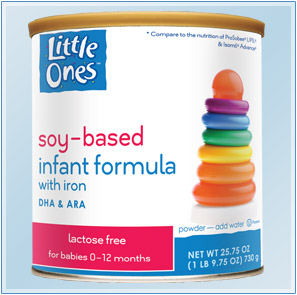 Little
Ones™
* Compare to the nutrition of ProSobee® LIPIL®
& Isomil® Advance®
soy-based
infant formula
with iron
DHA & ARA
lactose free
for babies 0-12 months
powder — add water
NET WT 25.75 OZ
(1 LB 9.75 OZ) 730 g